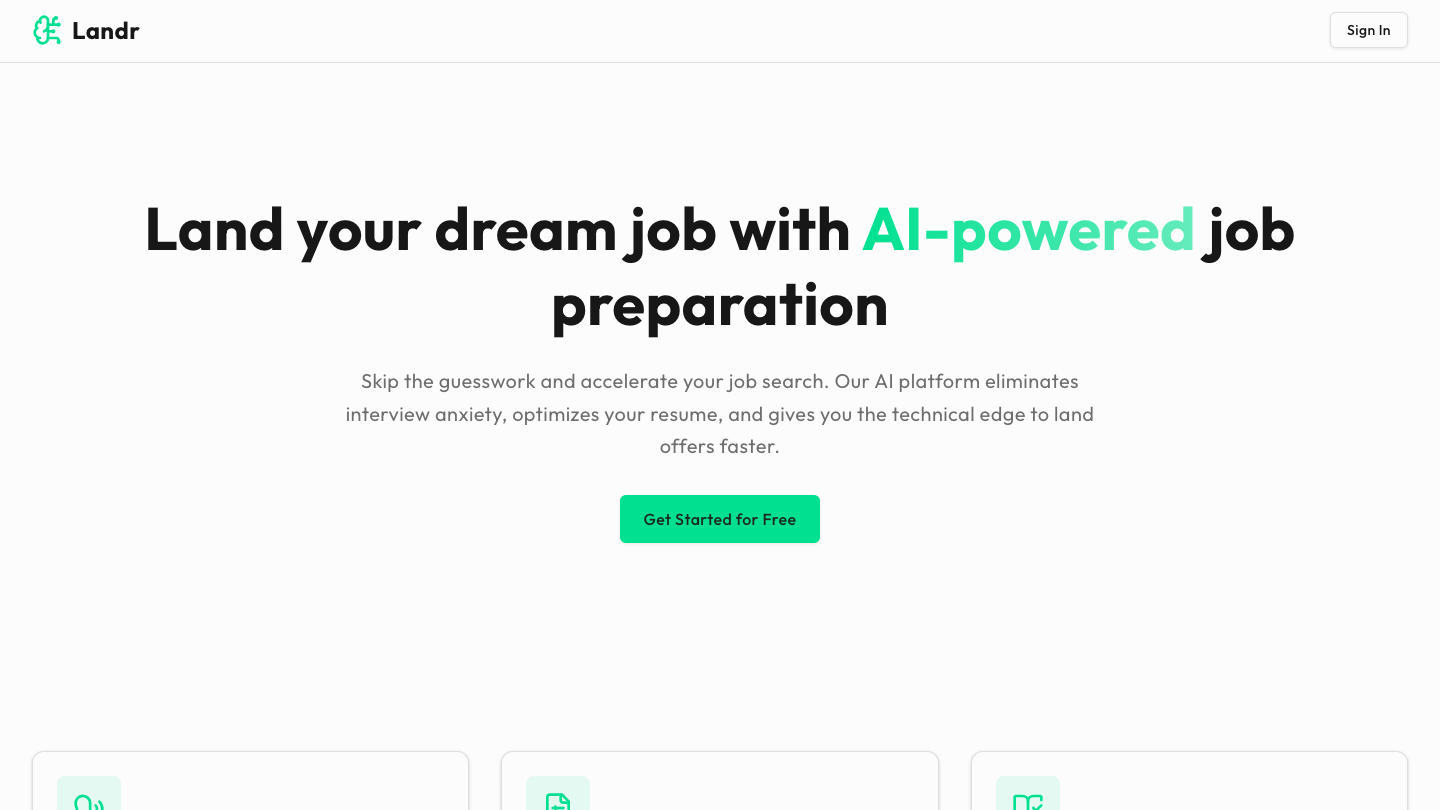 Landr
Sign In
Land your dream job with AI-powered job
preparation
Skip the guesswork and accelerate your job search. Our AI platform eliminates
interview anxiety, optimizes your resume, and gives you the technical edge to land
offers faster.
Get Started for Free